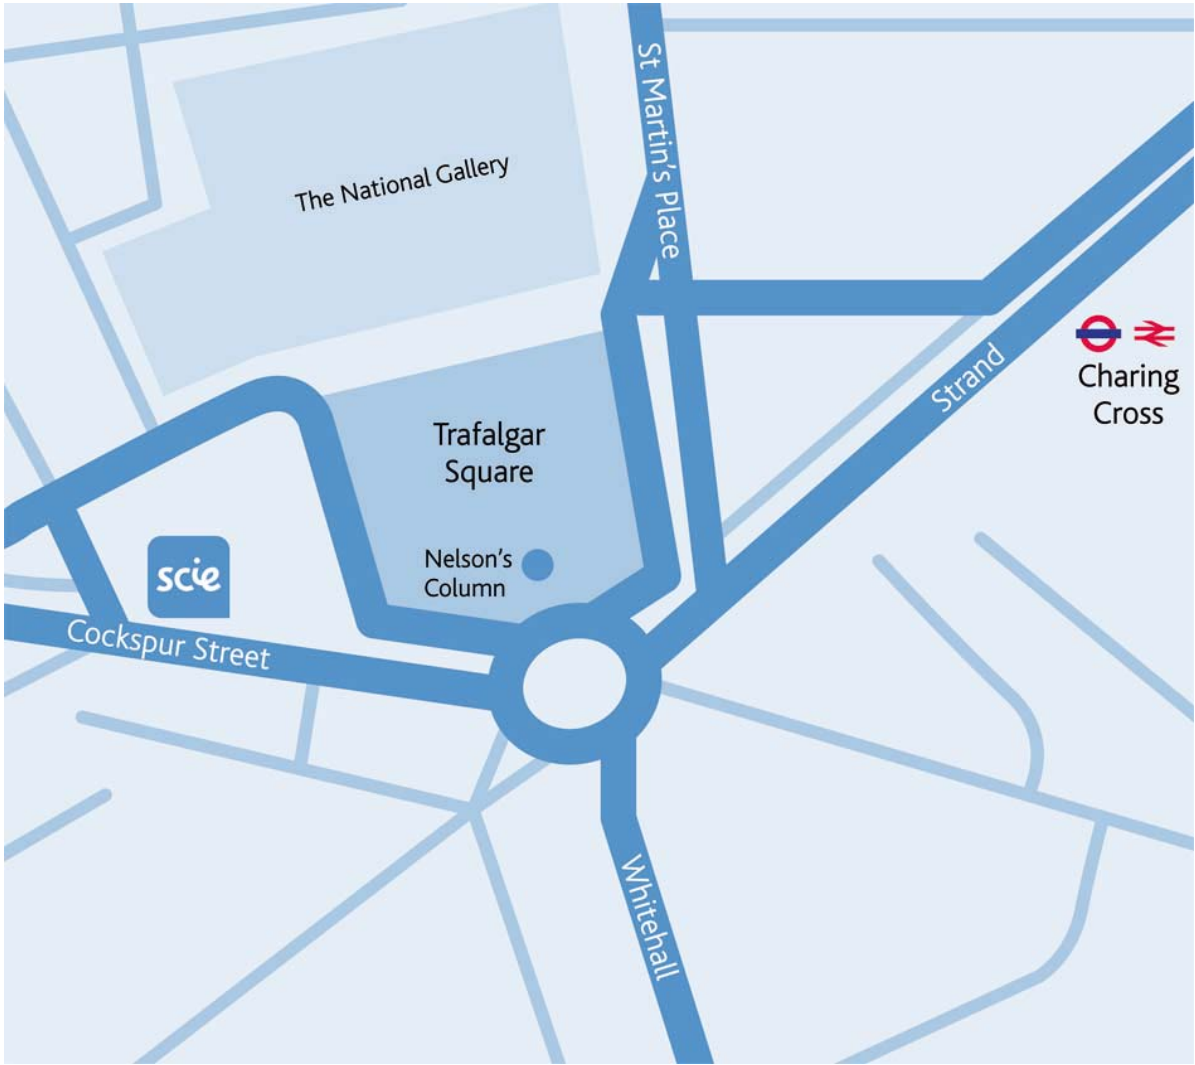 St Martin's Place
The National Gallery
Strand
Charing
Cross
Trafalgar
Square
Nelson's
Column
scie
Cockspur Street
Whitehall